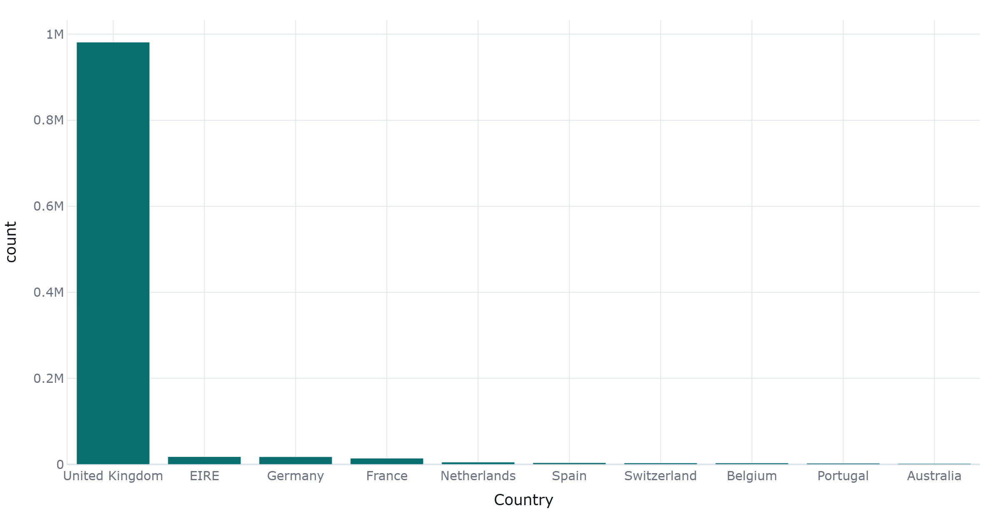 1M
0.8M
0.6M
0.4M
0.2M
0
count
United Kingdom EIRE Germany France Netherlands Spain Switzerland Belgium Portugal Australia
Country